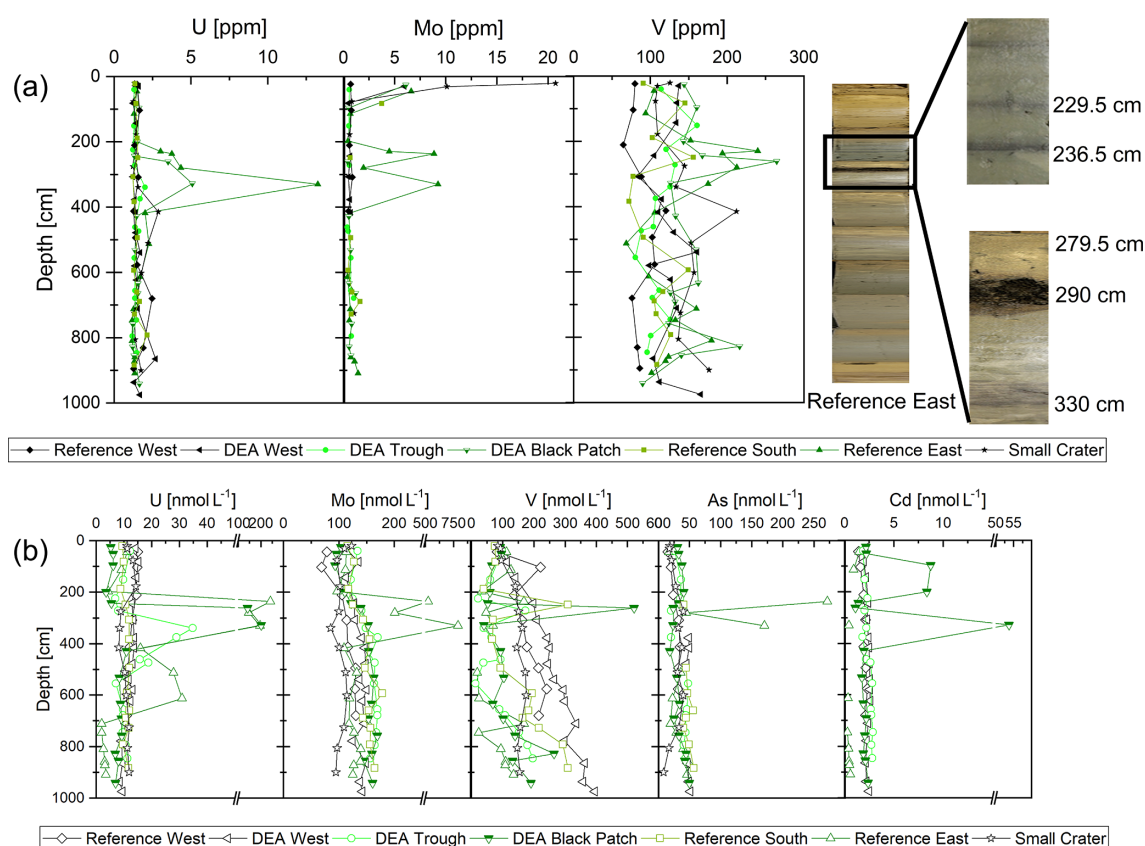 U [ppm] Mo [ppm] V [ppm]
0 5 10 0 5 10 15 20 0 100 200 300
(a)
0
200
400
600
800
1000
Depth [cm]
229.5 cm
236.5 cm
279.5 cm
290 cm
330 cm
Reference East
Reference West DEA West DEA Trough DEA Black Patch Reference South Reference East Small Crater
U [nmol L-1] Mo [nmol L-1] V [nmol L-1] As [nmol L-1] Cd [nmol L-1]
0 10 20 30 40 100 200 0 100 200 500 7500 100 200 300 400 500 600 50 100 150 200 250 0 5 10 50 55
(b)
0
200
400
600
800
1000
Depth [cm]
Reference West DEA West DEA Trough DEA Black Patch Reference South Reference East Small Crater